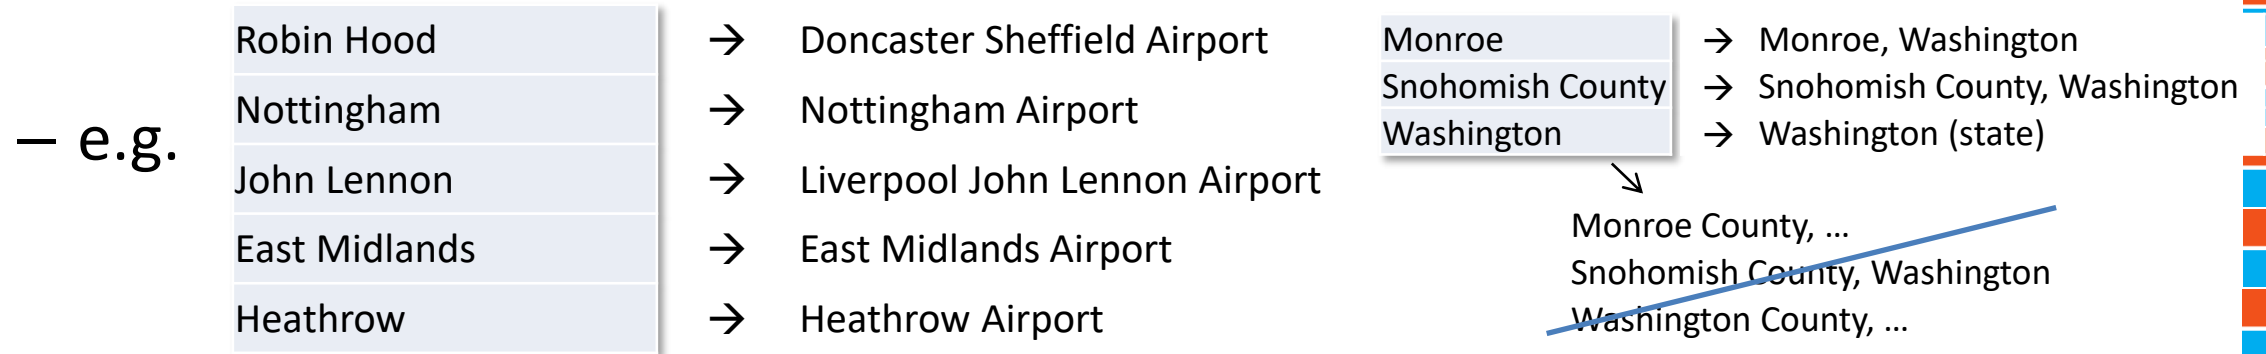 – e.g.
Robin Hood → Doncaster Sheffield Airport
Nottingham → Nottingham Airport
John Lennon → Liverpool John Lennon Airport
East Midlands → East Midlands Airport
Heathrow → Heathrow Airport
Monroe → Monroe, Washington
Snohomish County → Snohomish County, Washington
Washington → Washington (state)
Monroe County, …
Snohomish County, Washington
Washington County, …